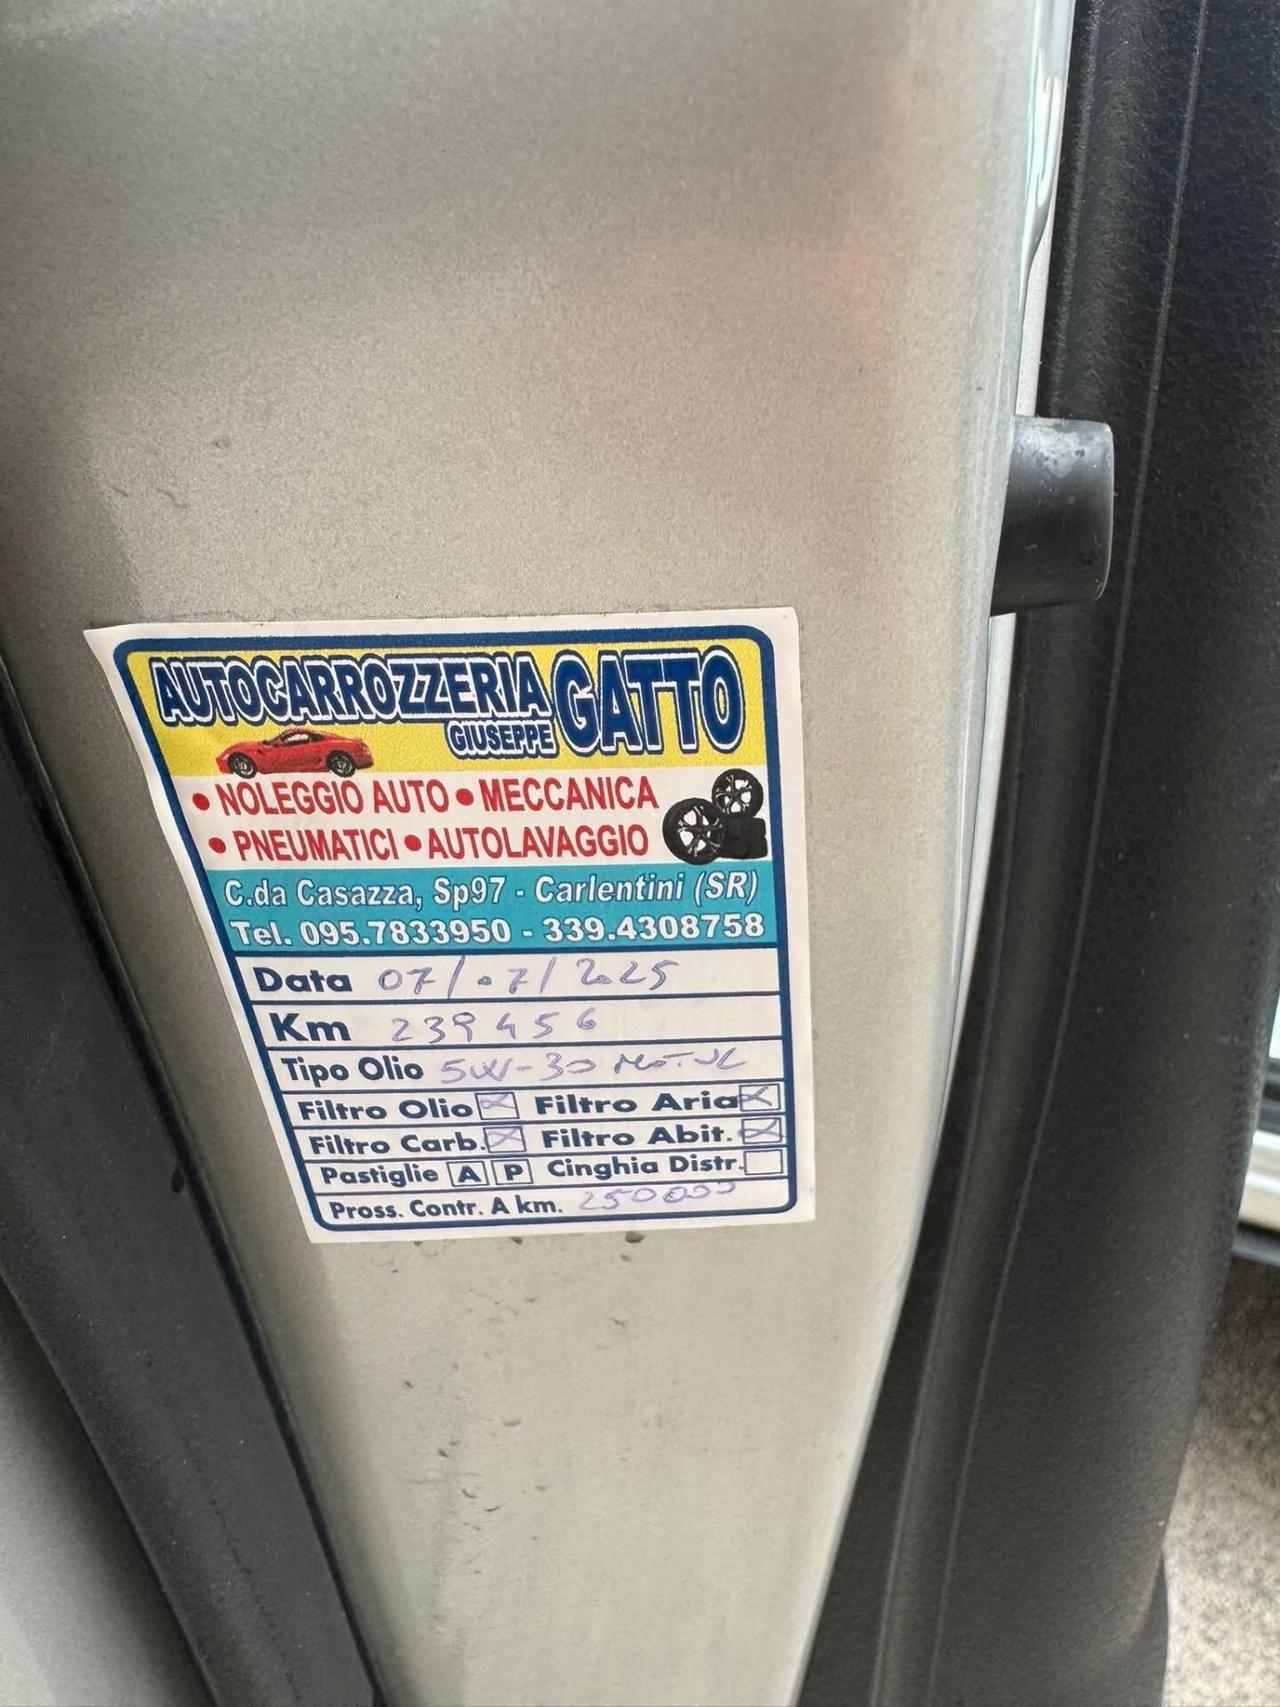 AUTOCARROZZERIA GATTO
GIUSEPPE
• NOLEGGIO AUTO • MECCANICA
• PNEUMATICI • AUTOLAVAGGIO
C.da Casazza, Sp97 - Carlentini (SR)
Tel. 095.7833950 - 339.4308758
Data 07/07/2025
Km 239456
Tipo Olio 5W-30 MOTUL
Filtro Olio X Filtro Aria X
Filtro Carb. X Filtro Abit. X
Pastiglie A P Cinghia Distr.
Pross. Contr. A km. 250000